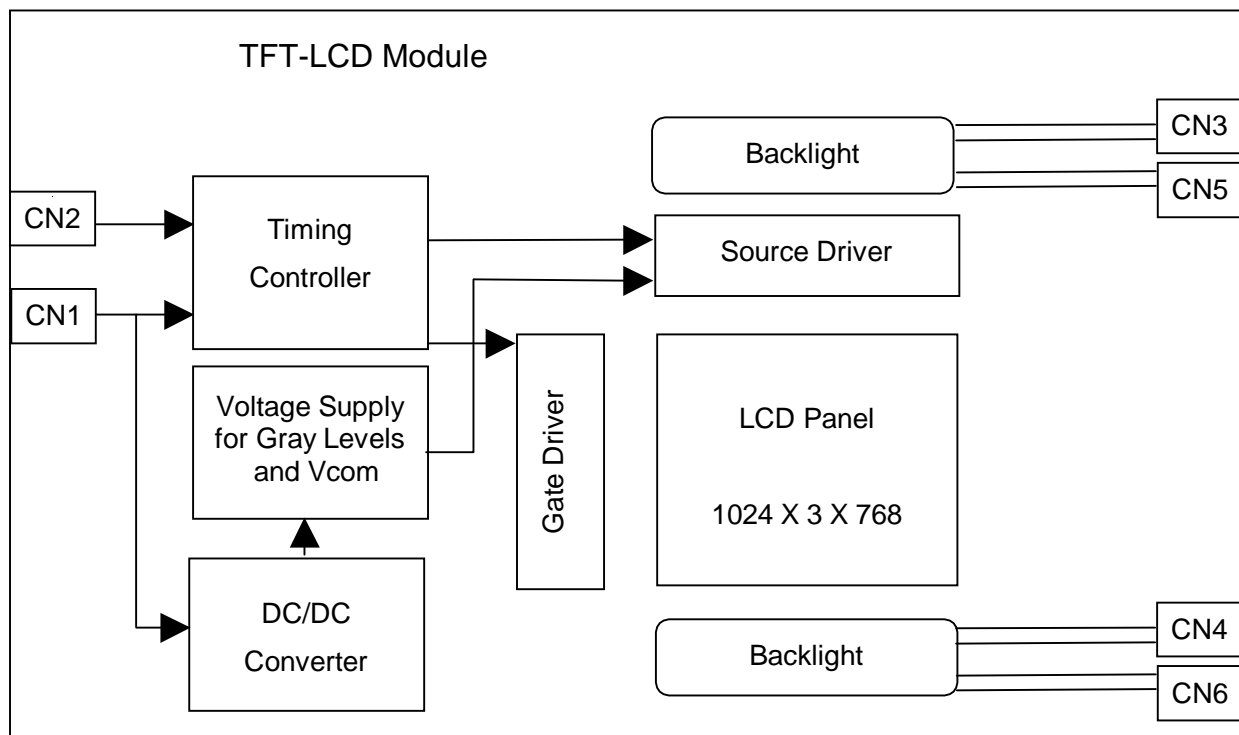 TFT-LCD Module
CN3
Backlight
CN5
CN2
Timing
Controller
Source Driver
CN1
Voltage Supply
for Gray Levels
and Vcom
Gate Driver
LCD Panel
1024 X 3 X 768
DC/DC
Converter
CN4
Backlight
CN6